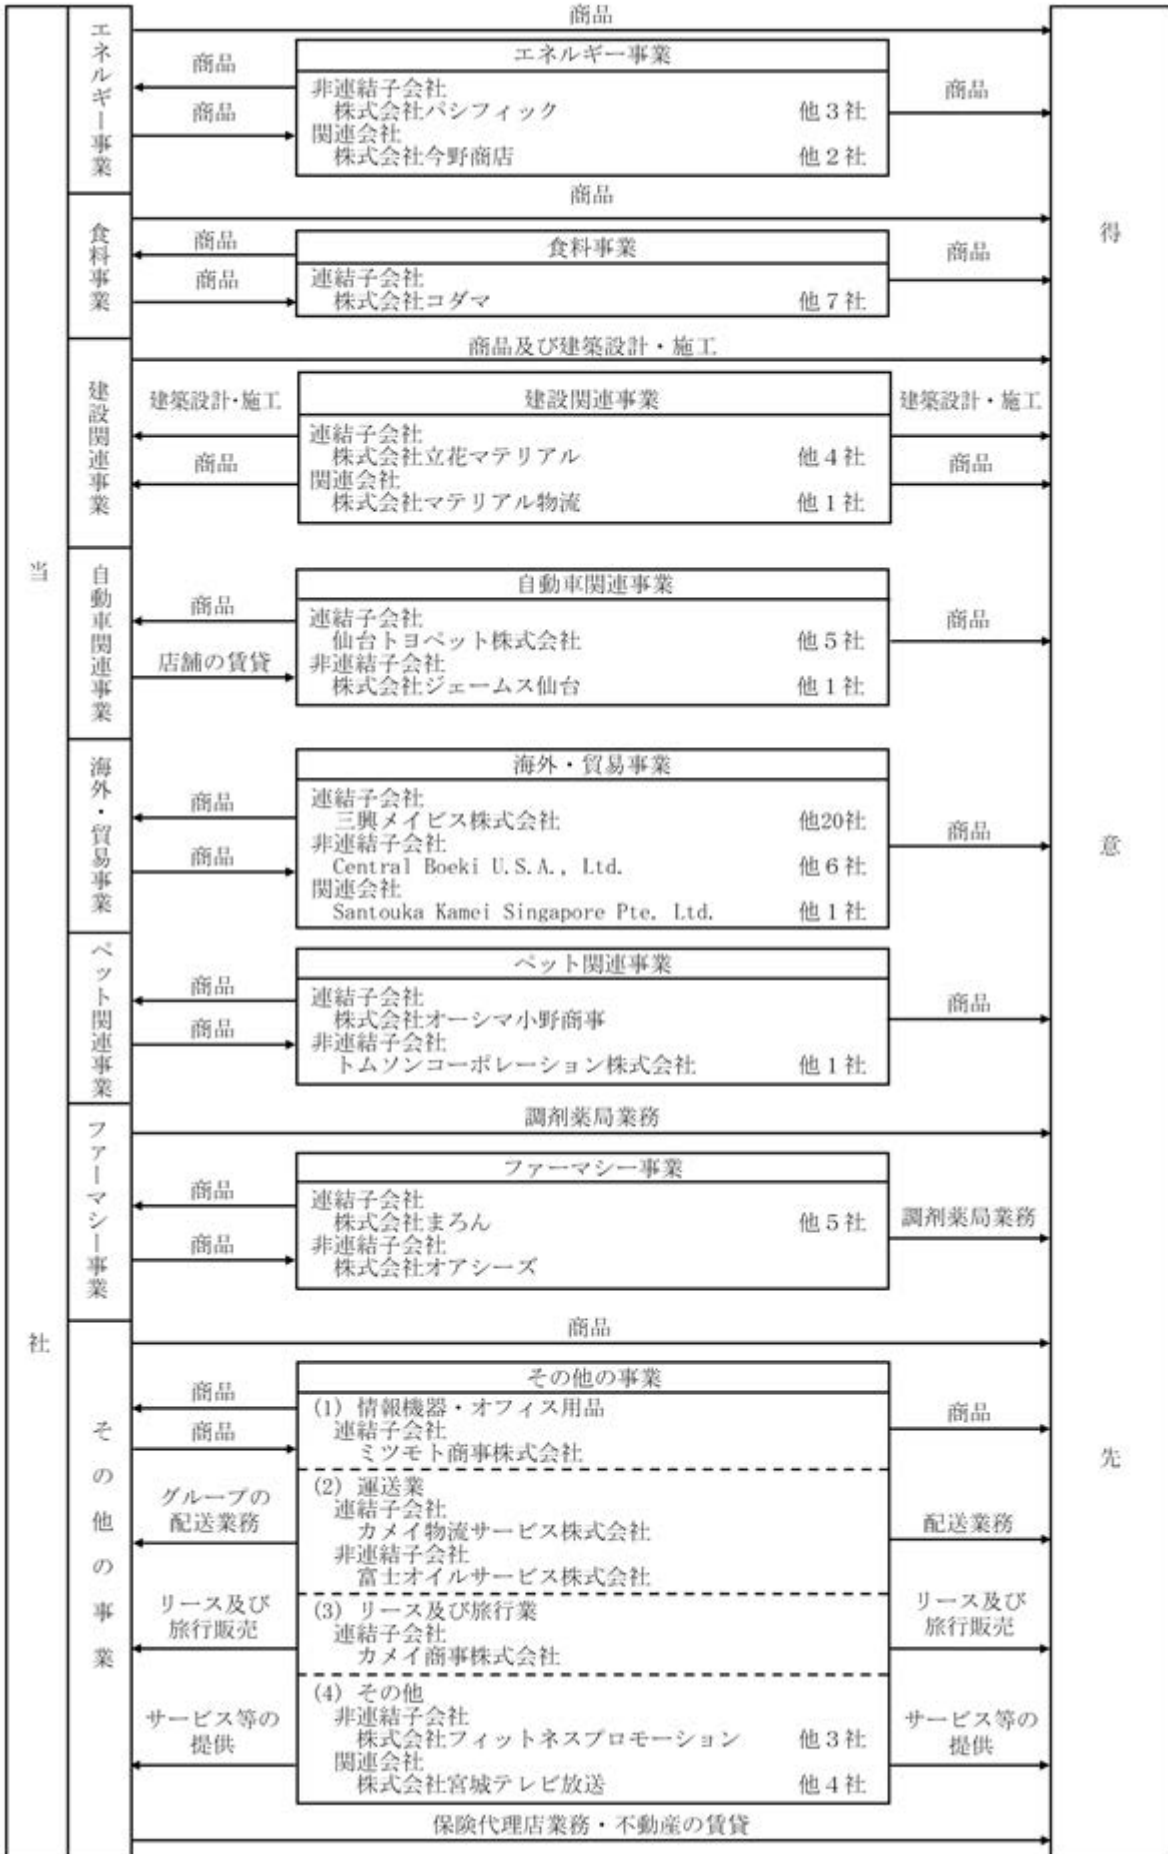 当社
得意先
エネルギー事業
商品
商品
商品
エネルギー事業
非連結子会社
株式会社パシフィック 他3社
関連会社
株式会社今野商店 他2社
商品
食料事業
商品
商品
商品
食料事業
連結子会社
株式会社コダマ 他7社
商品
建設関連事業
商品及び建築設計・施工
建築設計・施工
商品
建設関連事業
連結子会社
株式会社立花マテリアル 他4社
関連会社
株式会社マテリアル物流 他1社
建築設計・施工
商品
自動車関連事業
商品
店舗の賃貸
自動車関連事業
連結子会社
仙台トヨペット株式会社 他5社
非連結子会社
株式会社ジェームス仙台 他1社
商品
海外・貿易事業
商品
商品
海外・貿易事業
連結子会社
三興メイビス株式会社 他20社
非連結子会社
Central Boeki U.S.A., Ltd. 他6社
関連会社
Santouka Kamei Singapore Pte. Ltd. 他1社
商品
ペット関連事業
商品
商品
ペット関連事業
連結子会社
株式会社オーシマ小野商事
非連結子会社
トムソンコーポレーション株式会社 他1社
商品
ファーマシー事業
調剤薬局業務
商品
商品
ファーマシー事業
連結子会社
株式会社まろん 他5社
非連結子会社
株式会社オアシーズ
調剤薬局業務
その他の事業
商品
商品
商品
その他の事業
(1) 情報機器・オフィス用品
連結子会社
ミツモト商事株式会社
商品
グループの
配送業務
(2) 運送業
連結子会社
カメイ物流サービス株式会社
非連結子会社
富士オイルサービス株式会社
配送業務
リース及び
旅行販売
(3) リース及び旅行業
連結子会社
カメイ商事株式会社
リース及び
旅行販売
サービス等の
提供
(4) その他
非連結子会社
株式会社フィットネスプロモーション 他3社
関連会社
株式会社宮城テレビ放送 他4社
サービス等の
提供
保険代理店業務・不動産の賃貸